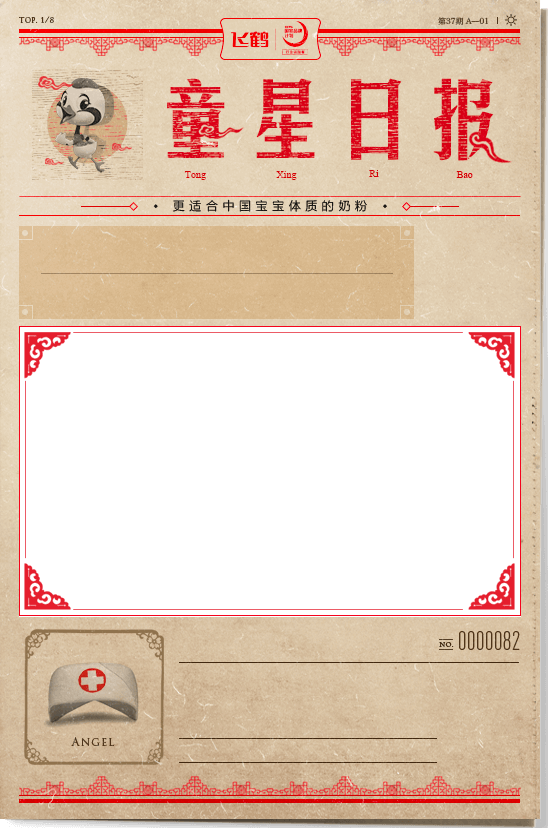 TOP. 1/8
第37期 A—01
飞鹤
童星日报
Tong Xing Ri Bao
更适合中国宝宝体质的奶粉
NO. 0000082
ANGEL